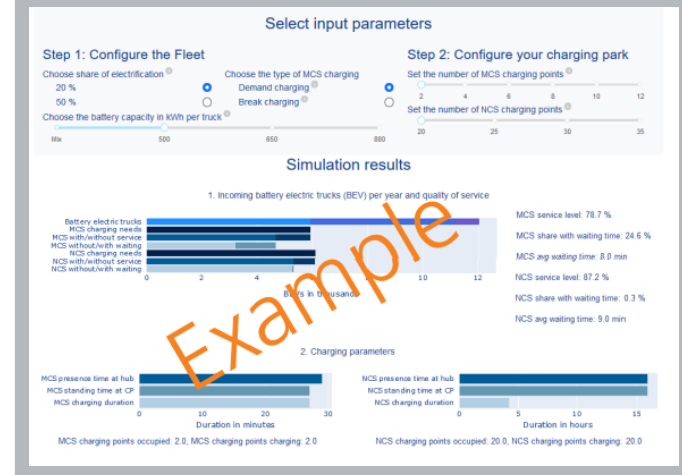 Select input parameters
Step 1: Configure the Fleet
Step 2: Configure your charging park
Choose share of electrification
Choose the type of MCS charging
Set the number of MCS charging points
20 %
Demand charging
50 %
Break charging
2 4 6 8 10 12
Choose the battery capacity in kWh per truck
Set the number of NCS charging points
Mix 500 650 800
20 25 30 35
Simulation results
1. Incoming battery electric trucks (BEV) per year and quality of service
Battery electric trucks
MCS charging needs
MCS with/without service
MCS without/with waiting
NCS charging needs
NCS with/without service
NCS without/with waiting
0 2 4 10 12
BEVs in thousands
MCS service level: 78.7 %
MCS share with waiting time: 24.6 %
MCS avg waiting time: 8.0 min
NCS service level: 87.2 %
NCS share with waiting time: 0.3 %
NCS avg waiting time: 9.0 min
Example
2. Charging parameters
MCS presence time at hub
MCS standing time at CP
MCS charging duration
0 10 20 30
Duration in minutes
MCS charging points occupied: 2.0, MCS charging points charging: 2.0
NCS presence time at hub
NCS standing time at CP
NCS charging duration
0 5 10 15
Duration in hours
NCS charging points occupied: 20.0, NCS charging points charging: 20.0